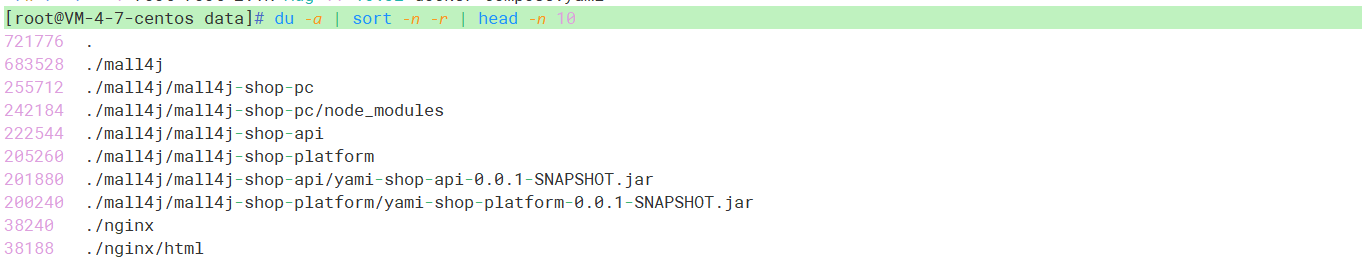 [root@VM-4-7-centos data]# du -a | sort -n -r | head -n 10
721776 .
683528 ./mall4j
255712 ./mall4j/mall4j-shop-pc
242184 ./mall4j/mall4j-shop-pc/node_modules
222544 ./mall4j/mall4j-shop-api
205260 ./mall4j/mall4j-shop-platform
201880 ./mall4j/mall4j-shop-api/yami-shop-api-0.0.1-SNAPSHOT.jar
200240 ./mall4j/mall4j-shop-platform/yami-shop-platform-0.0.1-SNAPSHOT.jar
38240 ./nginx
38188 ./nginx/html